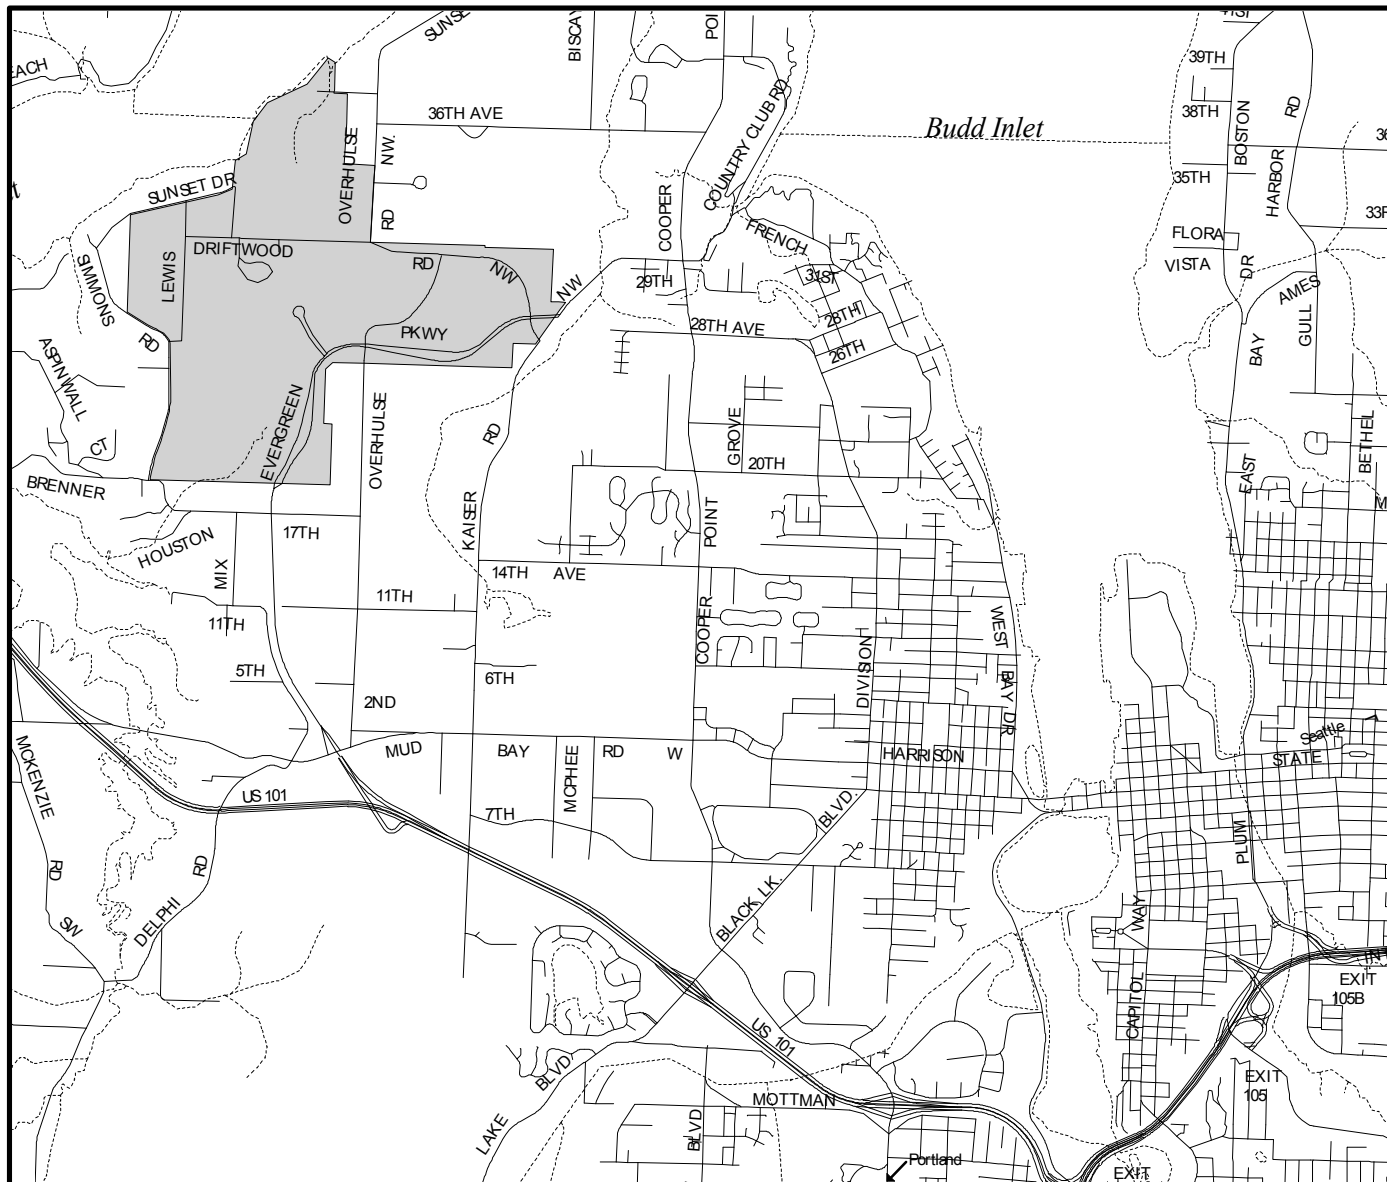 SUNSE
BISCAY
POI
41ST
39TH
EACH
36TH AVE
COUNTRY CLUB RD
Budd Inlet
38TH
BOSTON
HARBOR
RD
36
OVERHULSE
NW.
RD
35TH
SUNSET DR
t
COOPER
33R
FRENCH
FLORA
VISTA
DR
SIMMONS
RD
LEWIS
DRIFTWOOD
RD
NW
NW
29TH
31ST
AMES
GULL
PKWY
28TH AVE
28TH
26TH
BAY
ASPINWALL
CT
EVERGREEN
OVERHULSE
RD
GROVE
20TH
BETHEL
EAST
BRENNER
M
HOUSTON
17TH
KAISER
POINT
MIX
14TH AVE
11TH
11TH
COOPER
WEST
BAY
DR
5TH
6TH
DIVISION
2ND
MUD
BAY
RD
W
HARRISON
Seattle
STATE
MCKENZIE
RD
SW
MCPHEE
US 101
7TH
BLVD.
PLUM
RD
DELPHI
BLACK LK.
WAY
IN
EXIT
105B
CAPITOL
US 101
BLVD
LAKE
MOTTMAN
BLVD
EXIT
105
Portland
EXIT